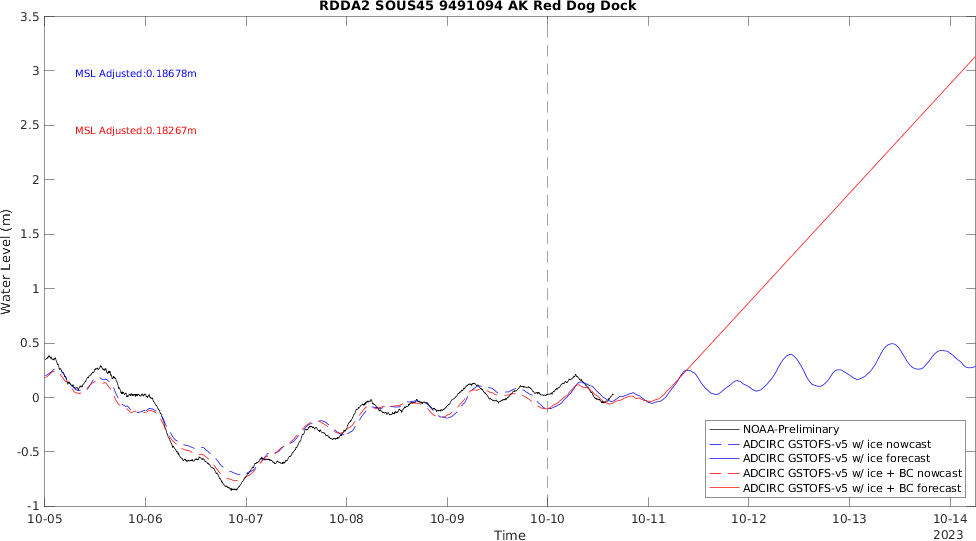 RDDA2 SOUS45 9491094 AK Red Dog Dock
3.5
3
2.5
2
1.5
1
0.5
0
-0.5
-1
Water Level (m)
MSL Adjusted:0.18678m
MSL Adjusted:0.18267m
NOAA-Preliminary
ADCIRC GSTOFS-v5 w/ ice nowcast
ADCIRC GSTOFS-v5 w/ ice forecast
ADCIRC GSTOFS-v5 w/ice + BC nowcast
ADCIRC GSTOFS-v5 w/ice + BC forecast
10-05 10-06 10-07 10-08 10-09 10-10 10-11 10-12 10-13 10-14
2023
Time